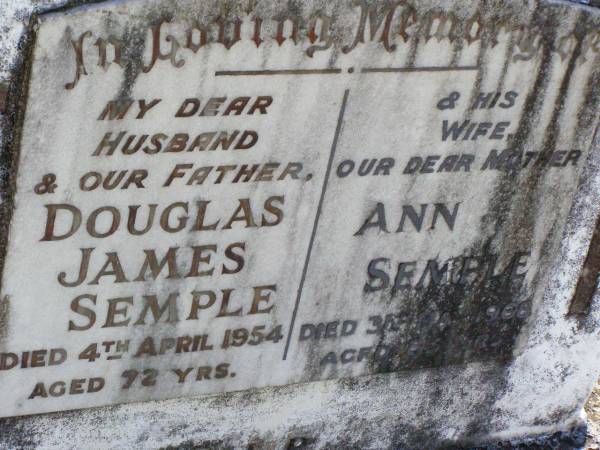 In Loving Memory of
MY DEAR
HUSBAND
& OUR FATHER,
DOUGLAS
JAMES
SEMPLE
DIED 4TH APRIL 1954
AGED 72 YRS.
& HIS
WIFE,
OUR DEAR MOTHER
ANN
SEMPLE
DIED
AGED